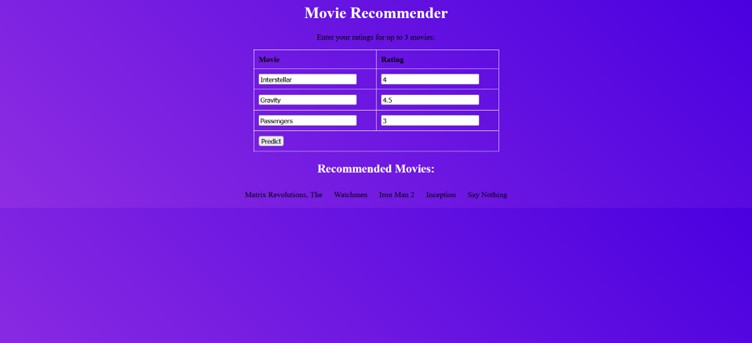 Movie Recommender
Enter your ratings for up to 3 movies:
Movie Rating
Interstellar 4
Gravity 4.5
Passengers 3
Predict
Recommended Movies:
Matrix Revolutions, The Watchmen Iron Man 2 Inception Say Nothing